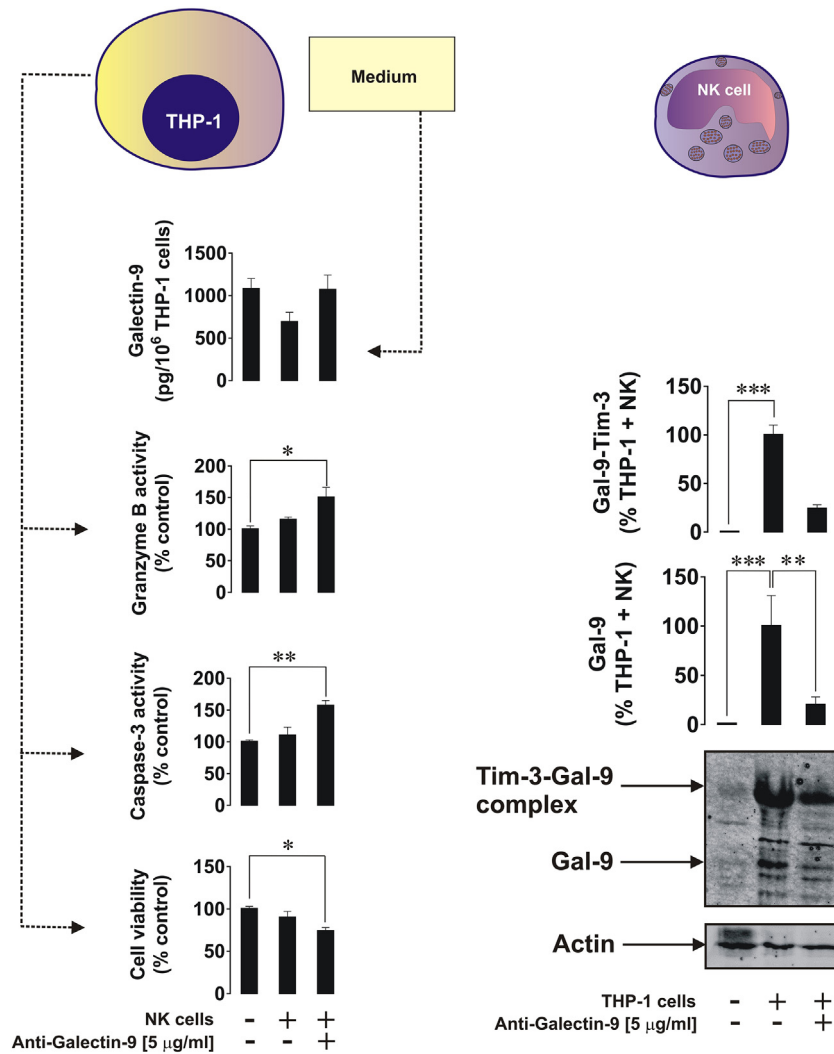 THP-1
Medium
NK cell
Galectin-9
(pg/10⁶ THP-1 cells)
1500
1000
500
0
Granzyme B activity
(% control)
200
150
100
50
0
*
Caspase-3 activity
(% control)
200
150
100
50
0
**
Cell viability
(% control)
150
100
50
0
*
NK cells - + +
Anti-Galectin-9 [5 μg/ml] - - +
Gal-9-Tim-3
(% THP-1 + NK)
150
100
50
0
***
Gal-9
(% THP-1 + NK)
150
100
50
0
*** **
Tim-3-Gal-9
complex
Gal-9
Actin
THP-1 cells - + +
Anti-Galectin-9 [5 μg/ml] - - +